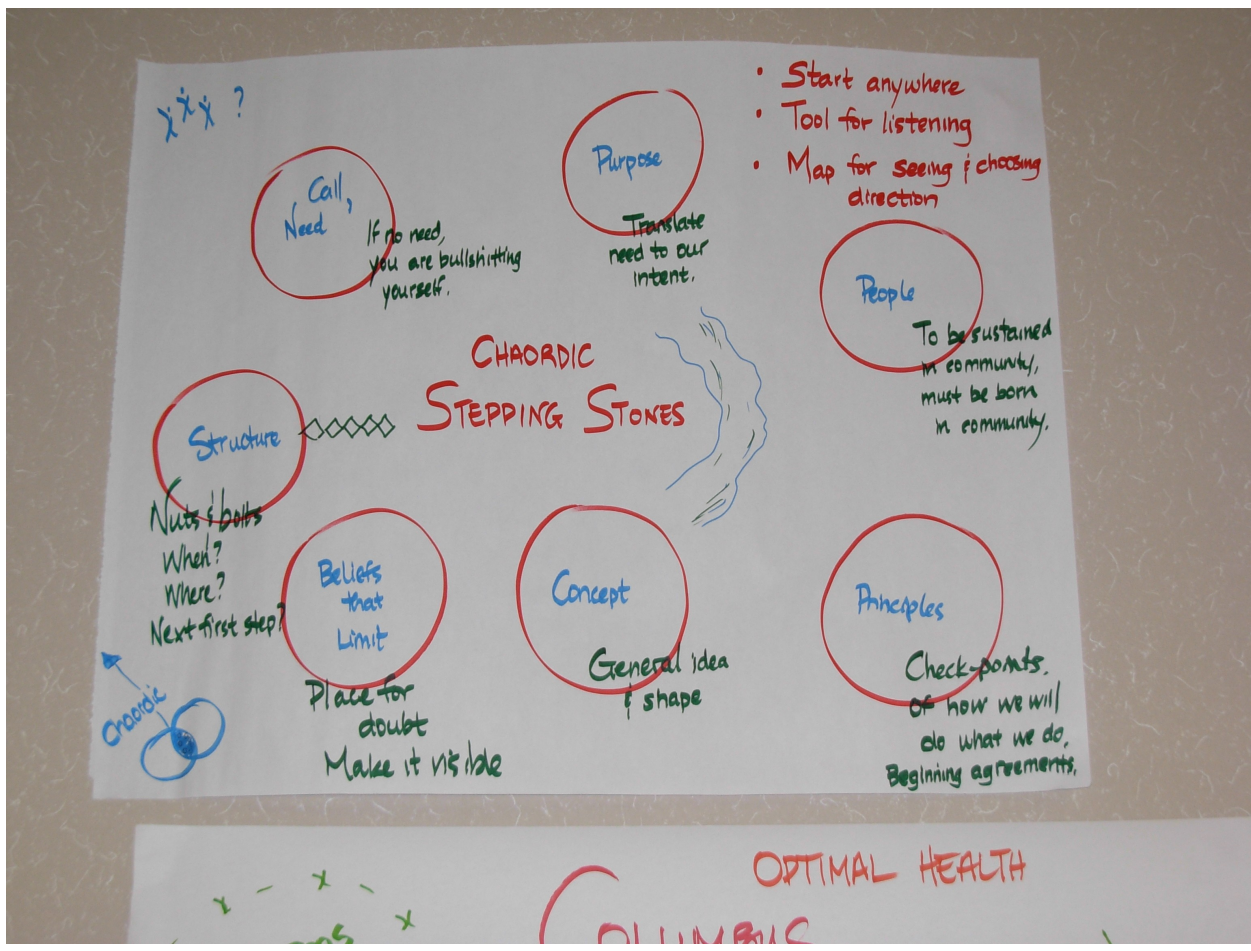 ?
• Start anywhere
• Tool for listening
• Map for seeing & choosing
direction
Call,
Need
If no need,
you are bullshitting
yourself.
Purpose
Translate
need to our
intent.
People
To be sustained
in community,
must be born
in community.
CHAORDIC
STEPPING STONES
Structure
Nuts & bolts
When?
Where?
Next first step?
Beliefs
that
Limit
Place for
doubt
Make it visible
Concept
General idea
& shape
Principles
Check-points.
of how we will
do what we do.
Beginning agreements.
Chaordic
OPTIMAL HEALTH
COLUMBUS